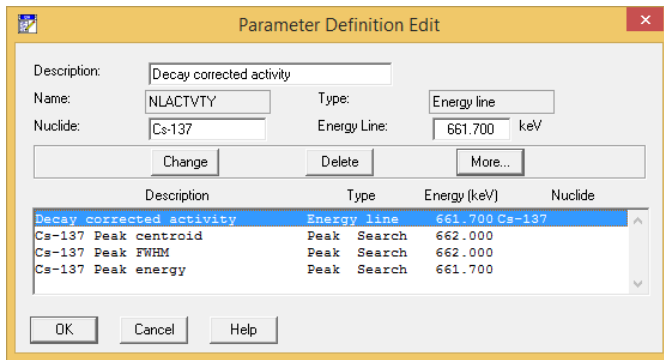 Parameter Definition Edit
Description: Decay corrected activity
Name: NLACTVTY Type: Energy line
Nuclide: Cs-137 Energy Line: 661.700 keV
Change Delete More...
Description Type Energy (keV) Nuclide
Decay corrected activity Energy line 661.700 Cs-137
Cs-137 Peak centroid Peak Search 662.000
Cs-137 Peak FWHM Peak Search 662.000
Cs-137 Peak energy Peak Search 661.700
OK Cancel Help